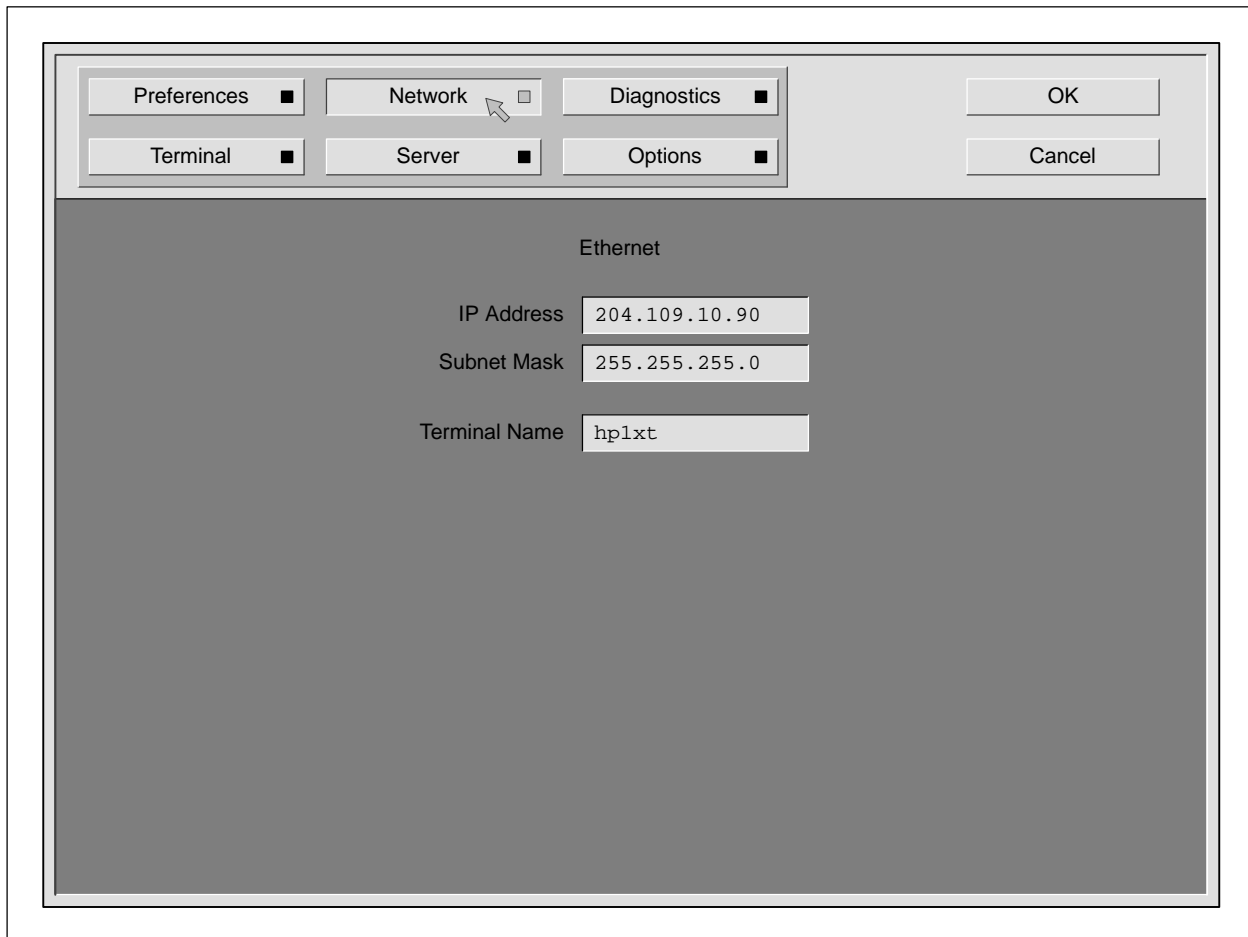 Preferences
Network
Diagnostics
OK
Terminal
Server
Options
Cancel
Ethernet
IP Address 204.109.10.90
Subnet Mask 255.255.255.0
Terminal Name hp1xt